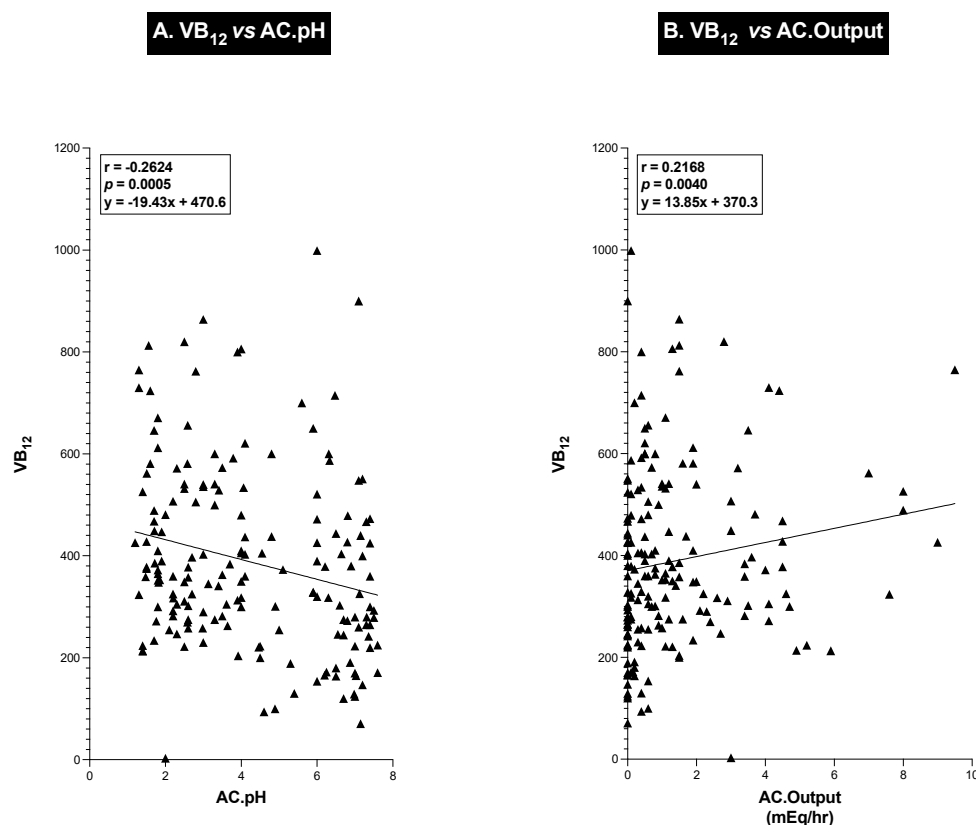 A. VB12 vs AC.pH
B. VB12 vs AC.Output
r = -0.2624
p = 0.0005
y = -19.43x + 470.6
1200
1000
800
600
400
200
0
VB12
0 2 4 6 8
AC.pH
r = 0.2168
p = 0.0040
y = 13.85x + 370.3
1200
1000
800
600
400
200
0
VB12
0 2 4 6 8 10
AC.Output
(mEq/hr)